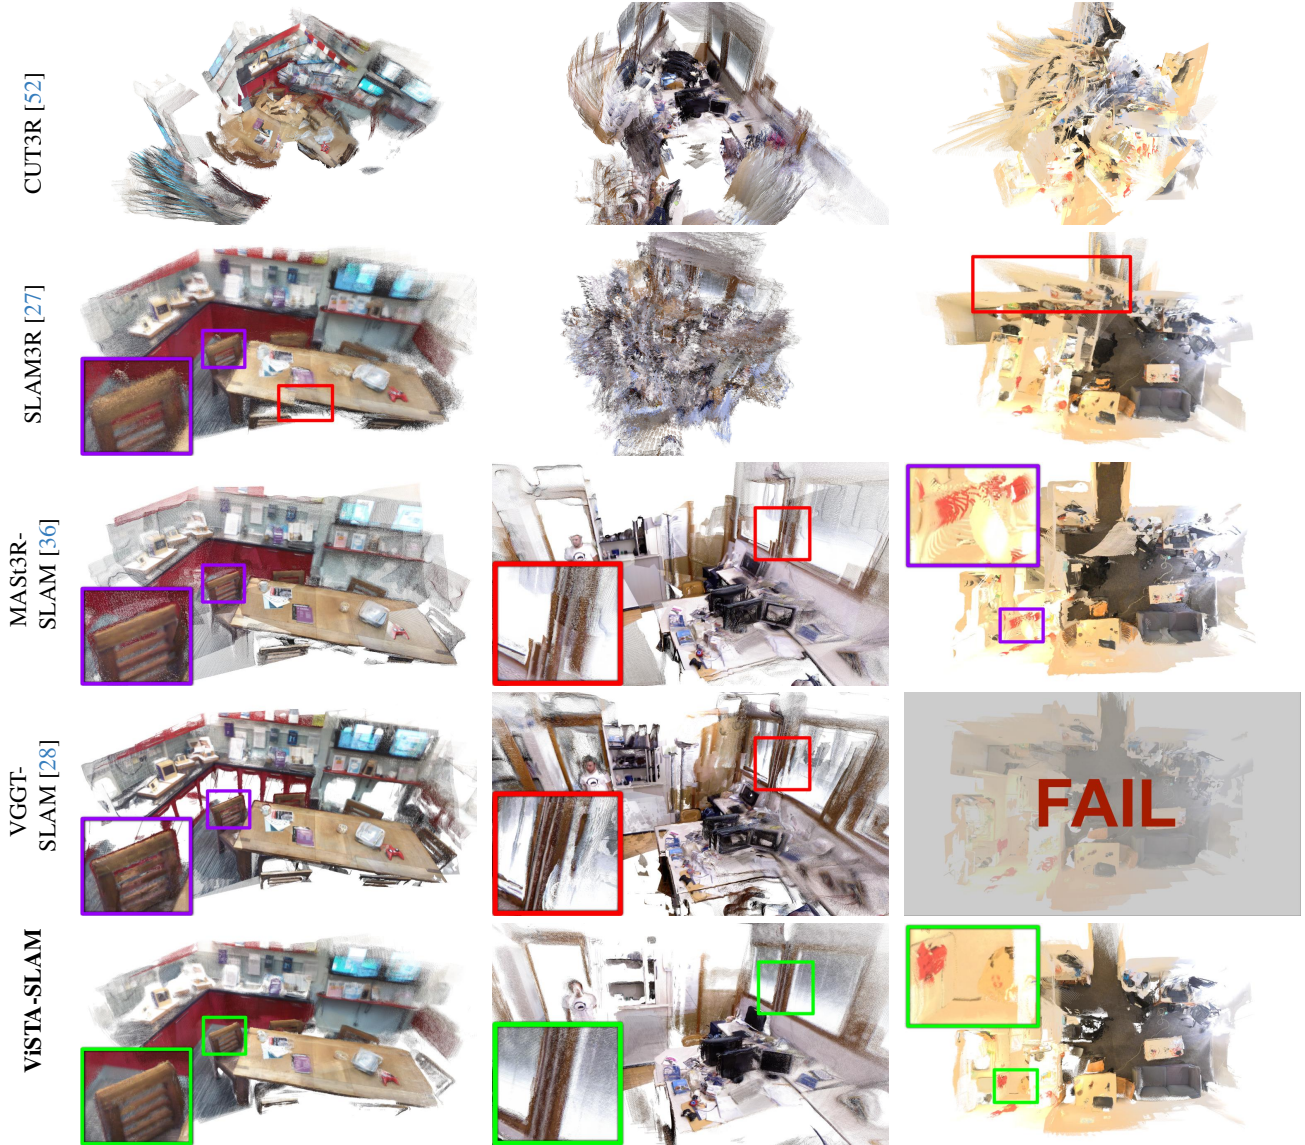 CUT3R [52]
SLAM3R [27]
MASt3R-
SLAM [36]
VGGT-
SLAM [28]
FAIL
ViSTA-SLAM